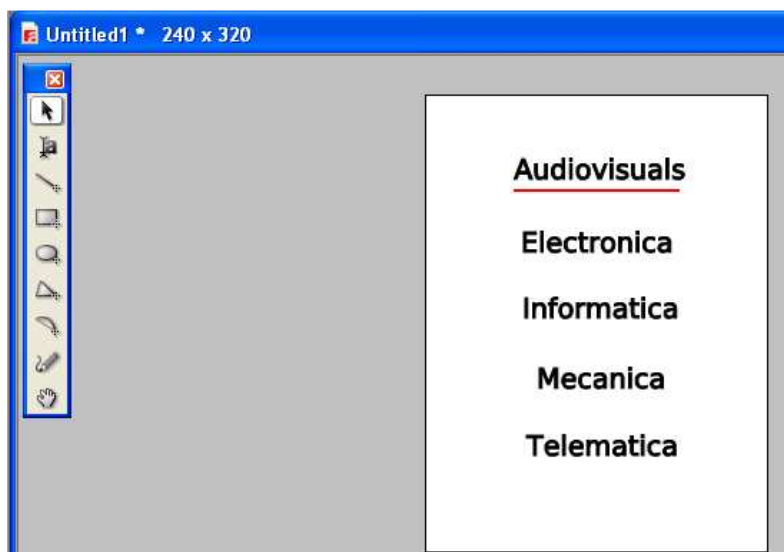 Untitled1 * 240 x 320
Audiovisuals
Electronica
Informatica
Mecanica
Telematica